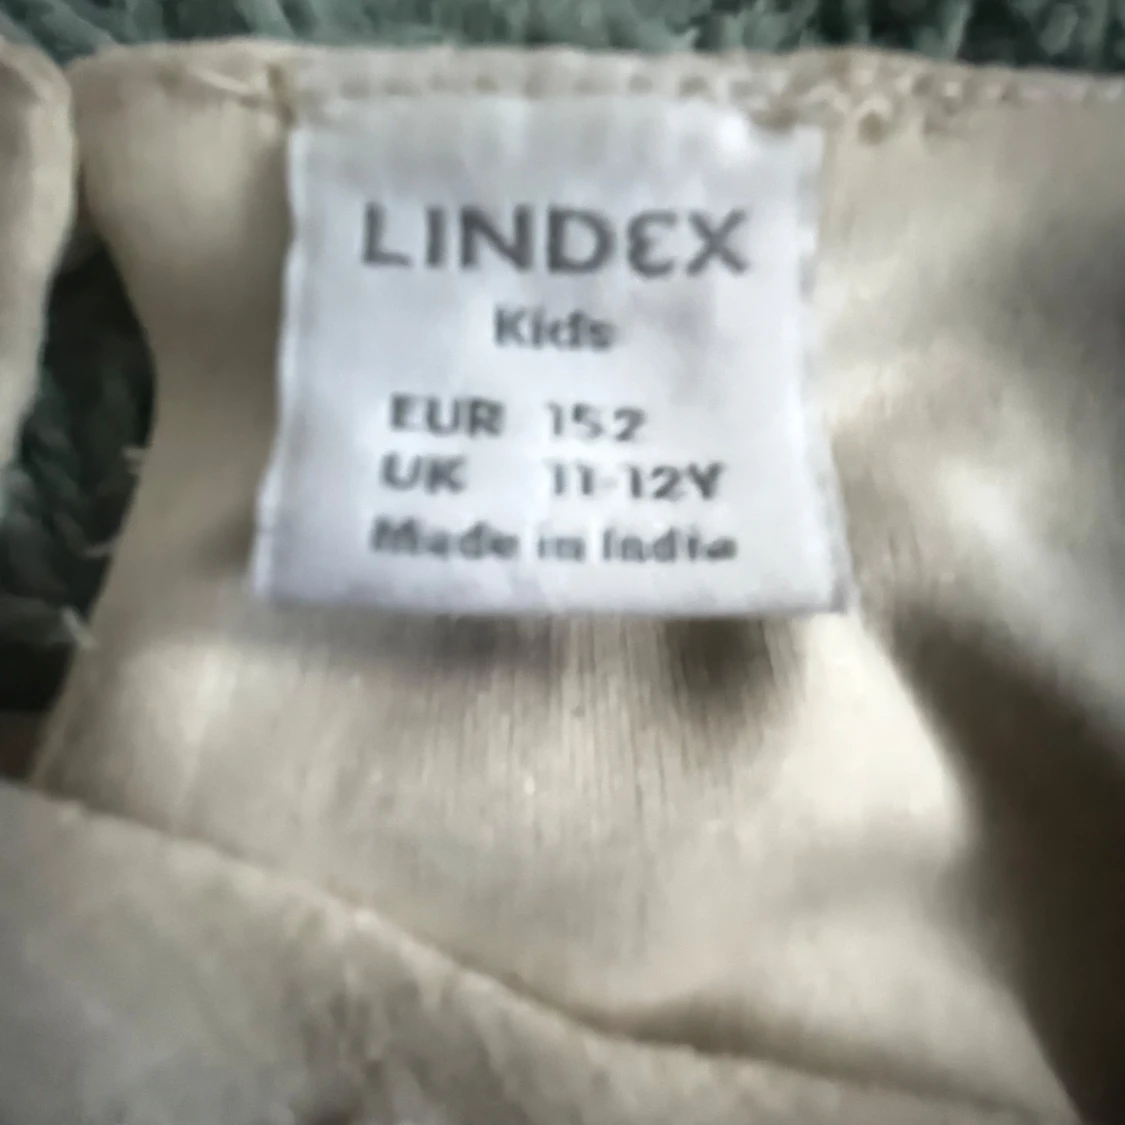 LINDEX
Kids
EUR 152
UK 11-12Y
Made in India